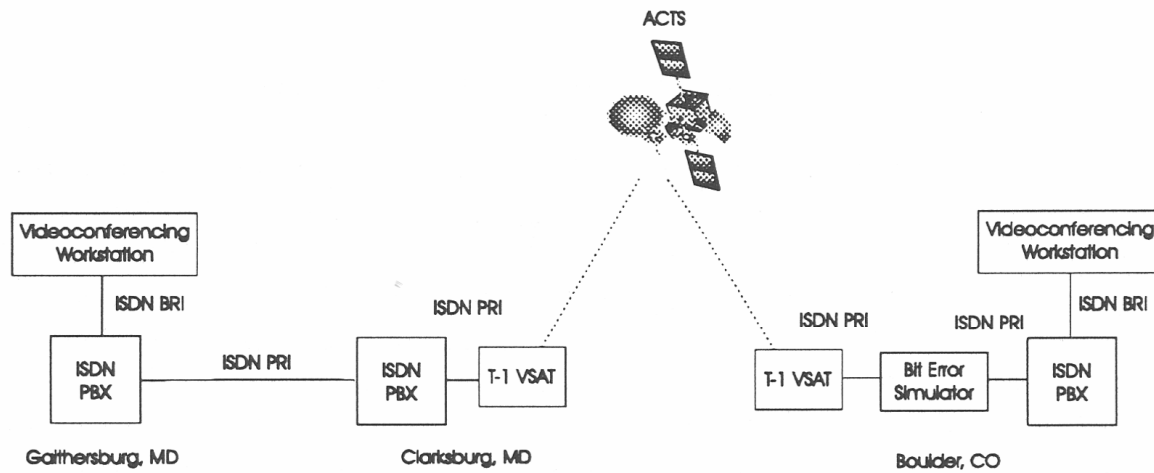 ACTS
Videoconferencing
Workstation
ISDN BRI
ISDN
PBX
ISDN PRI
ISDN
PBX
ISDN PRI
T-1 VSAT
T-1 VSAT
ISDN PRI
Bit Error
Simulator
ISDN PRI
Videoconferencing
Workstation
ISDN BRI
ISDN
PBX
Gaithersburg, MD
Clarksburg, MD
Boulder, CO